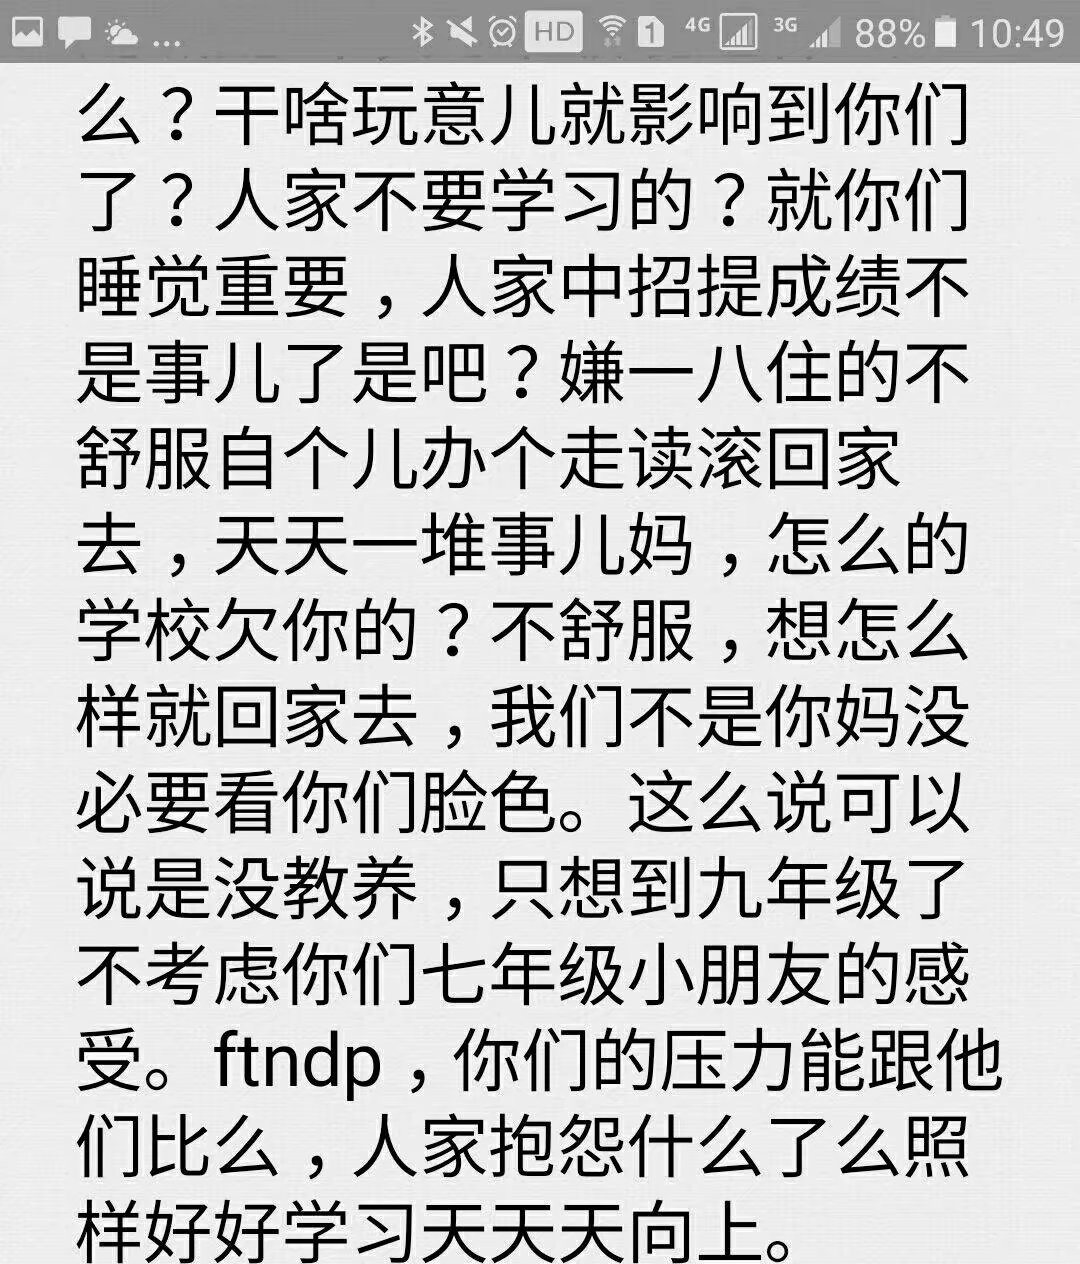 HD 1 4G 3G 88% 10:49
么？干啥玩意儿就影响到你们
了？人家不要学习的？就你们
睡觉重要，人家中招提成绩不
是事儿了是吧？嫌一八住的不
舒服自个儿办个走读滚回家
去，天天一堆事儿妈，怎么的
学校欠你的？不舒服，想怎么
样就回家去，我们不是你妈没
必要看你们脸色。这么说可以
说是没教养，只想到九年级了
不考虑你们七年级小朋友的感
受。ftndp，你们的压力能跟他
们比么，人家抱怨什么了么照
样好好学习天天天向上。